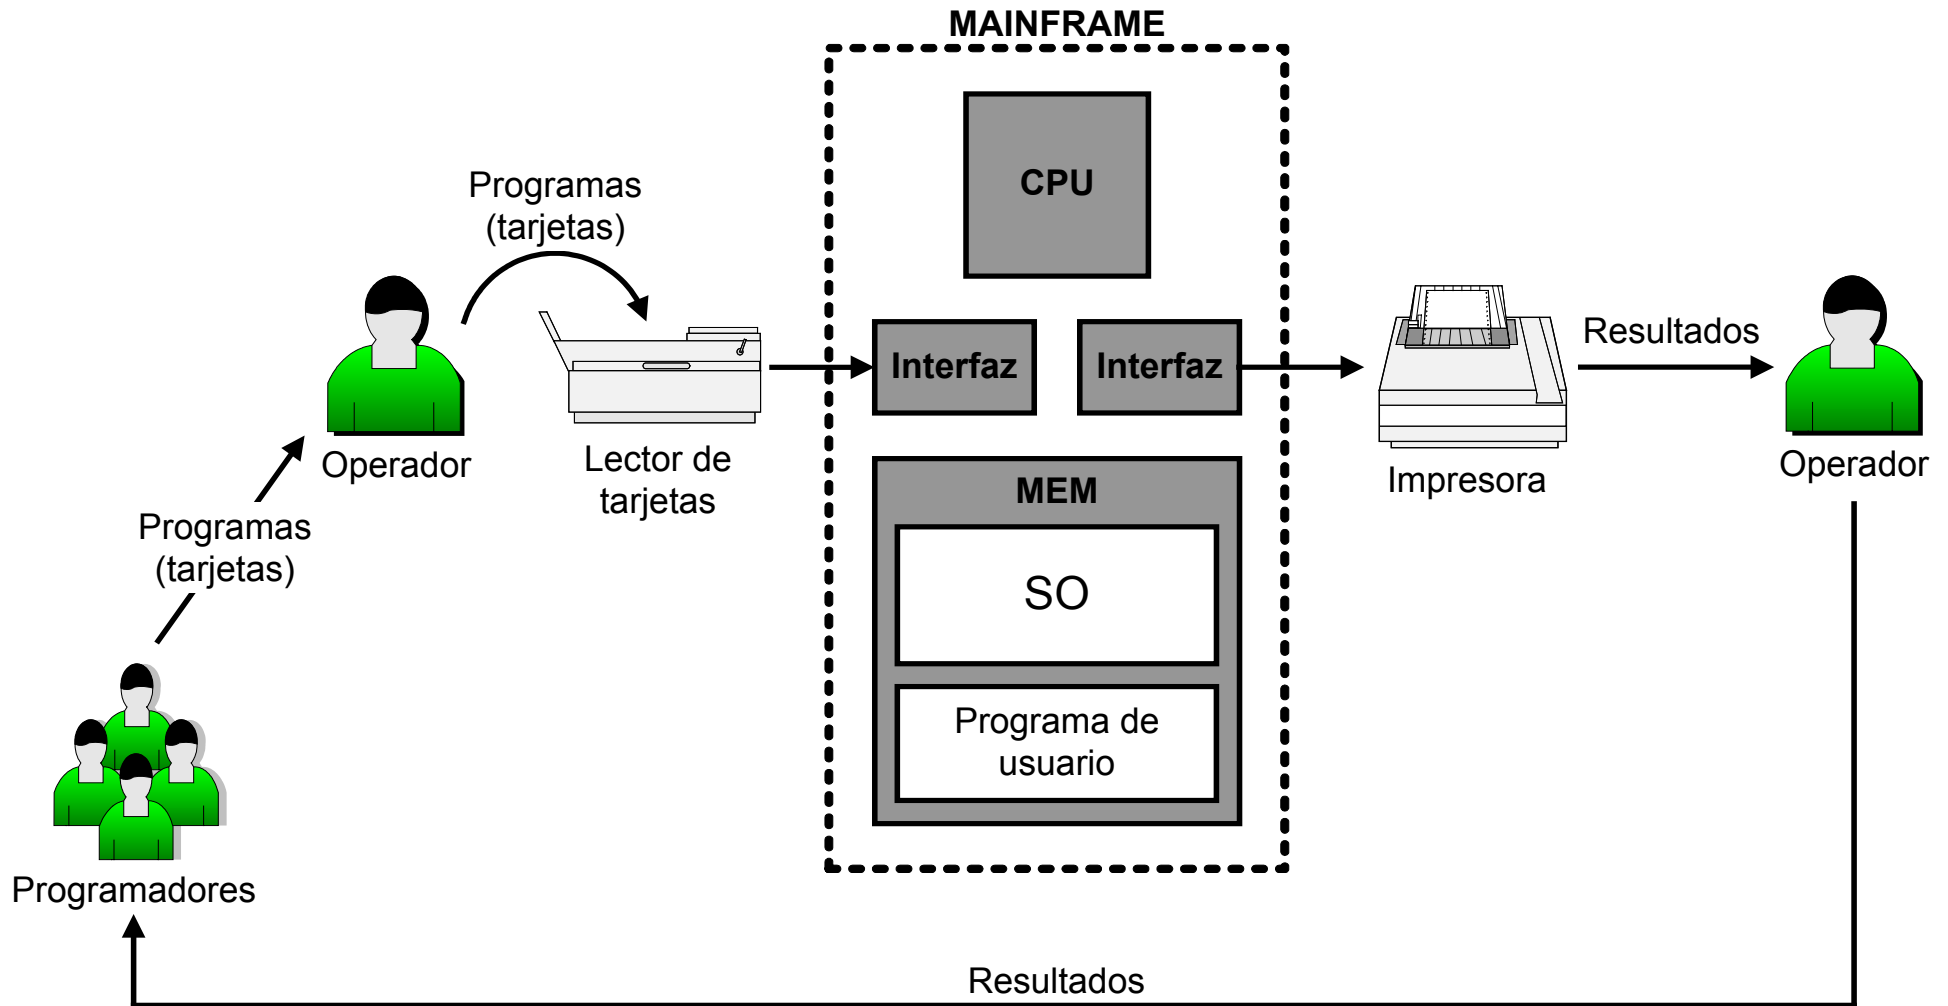 MAINFRAME
CPU
Programas
(tarjetas)
Interfaz
Interfaz
Resultados
Operador
Lector de
tarjetas
Impresora
Operador
MEM
SO
Programas
(tarjetas)
Programa de
usuario
Programadores
Resultados